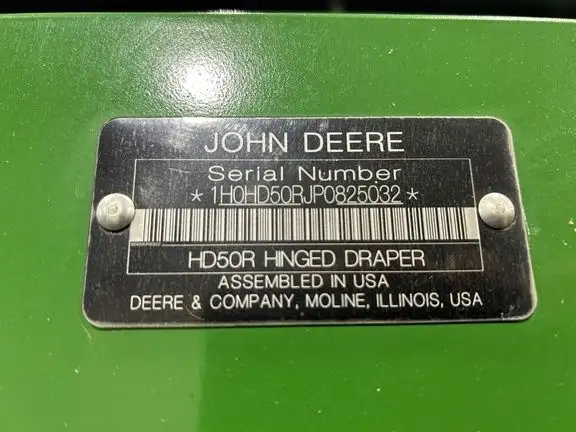 JOHN DEERE
Serial Number
*1H0HD50RJP0825032*
HD50R HINGED DRAPER
ASSEMBLED IN USA
DEERE & COMPANY, MOLINE, ILLINOIS, USA